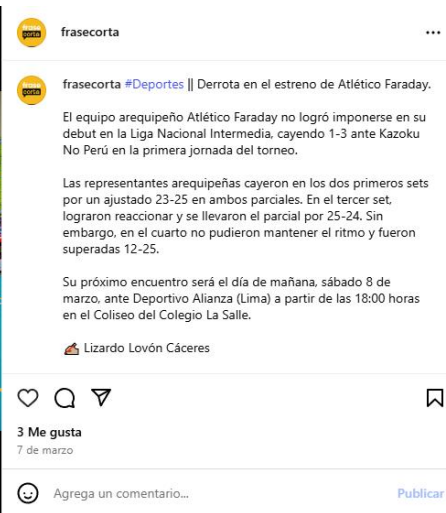 frase
corta
frasecorta
...
frase
corta
frasecorta #Deportes || Derrota en el estreno de Atlético Faraday.
El equipo arequipeño Atlético Faraday no logró imponerse en su
debut en la Liga Nacional Intermedia, cayendo 1-3 ante Kazoku
No Perú en la primera jornada del torneo.
Las representantes arequipeñas cayeron en los dos primeros sets
por un ajustado 23-25 en ambos parciales. En el tercer set,
lograron reaccionar y se llevaron el parcial por 25-24. Sin
embargo, en el cuarto no pudieron mantener el ritmo y fueron
superadas 12-25.
Su próximo encuentro será el día de mañana, sábado 8 de
marzo, ante Deportivo Alianza (Lima) a partir de las 18:00 horas
en el Coliseo del Colegio La Salle.
✍🏽 Lizardo Lovón Cáceres
3 Me gusta
7 de marzo
Agrega un comentario...
Publicar